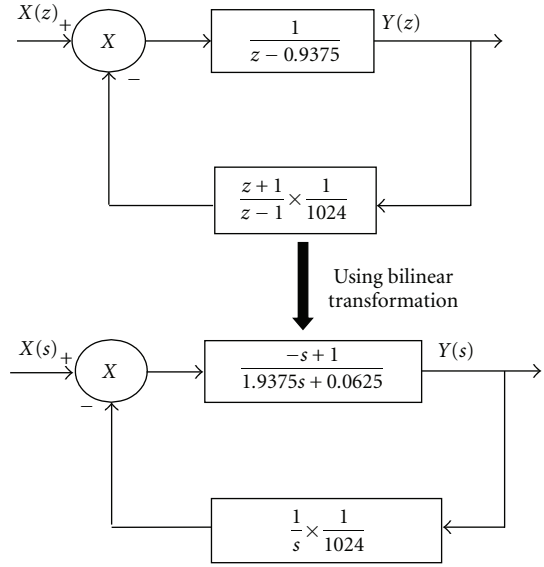 X(z) + X − 1 / (z − 0.9375) Y(z)
(z + 1) / (z − 1) × 1 / 1024
Using bilinear
transformation
X(s) + X − (−s + 1) / (1.9375s + 0.0625) Y(s)
1 / s × 1 / 1024